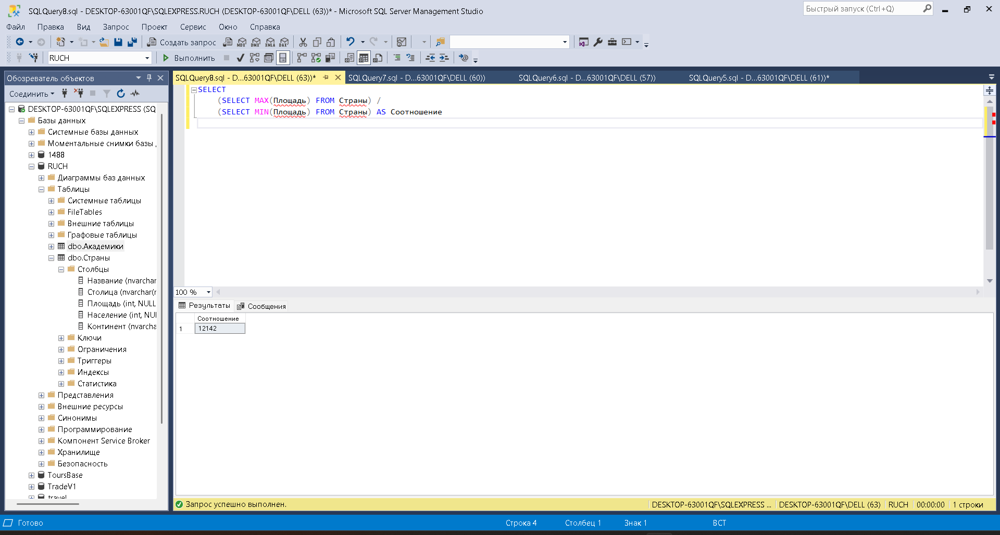 SQLQuery8.sql - DESKTOP-63001QF\SQLEXPRESS.RUCH (DESKTOP-63001QF\DELL (63))* - Microsoft SQL Server Management Studio
Быстрый запуск (Ctrl+Q)
Файл Правка Вид Запрос Проект Сервис Окно Справка
Создать запрос MDX DMX XMLA DAX
RUCH Выполнить
Обозреватель объектов
SQLQuery8.sql - D...63001QF\DELL (63))* SQLQuery7.sql - D...63001QF\DELL (60)) SQLQuery6.sql - D...63001QF\DELL (57)) SQLQuery5.sql - D...63001QF\DELL (61))*
Соединить
DESKTOP-63001QF\SQLEXPRESS (SQ
Базы данных
Системные базы данных
Моментальные снимки базы
1488
RUCH
Диаграммы баз данных
Таблицы
Системные таблицы
FileTables
Внешние таблицы
Графовые таблицы
dbo.Академики
dbo.Страны
Столбцы
Название (nvarchar
Столица (nvarchar(r
Площадь (int, NULL
Население (int, NUI
Континент (nvarcha
Ключи
Ограничения
Триггеры
Индексы
Статистика
Представления
Внешние ресурсы
Синонимы
Программирование
Компонент Service Broker
Хранилище
Безопасность
ToursBase
TradeV1
travel
SELECT
(SELECT MAX(Площадь) FROM Страны) /
(SELECT MIN(Площадь) FROM Страны) AS Соотношение
100 %
Результаты Сообщения
Соотношение
1 12142
Запрос успешно выполнен. DESKTOP-63001QF\SQLEXPRESS ... DESKTOP-63001QF\DELL (63) RUCH 00:00:00 1 строки
Готово Строка 4 Столбец 1 Знак 1 ВСТ